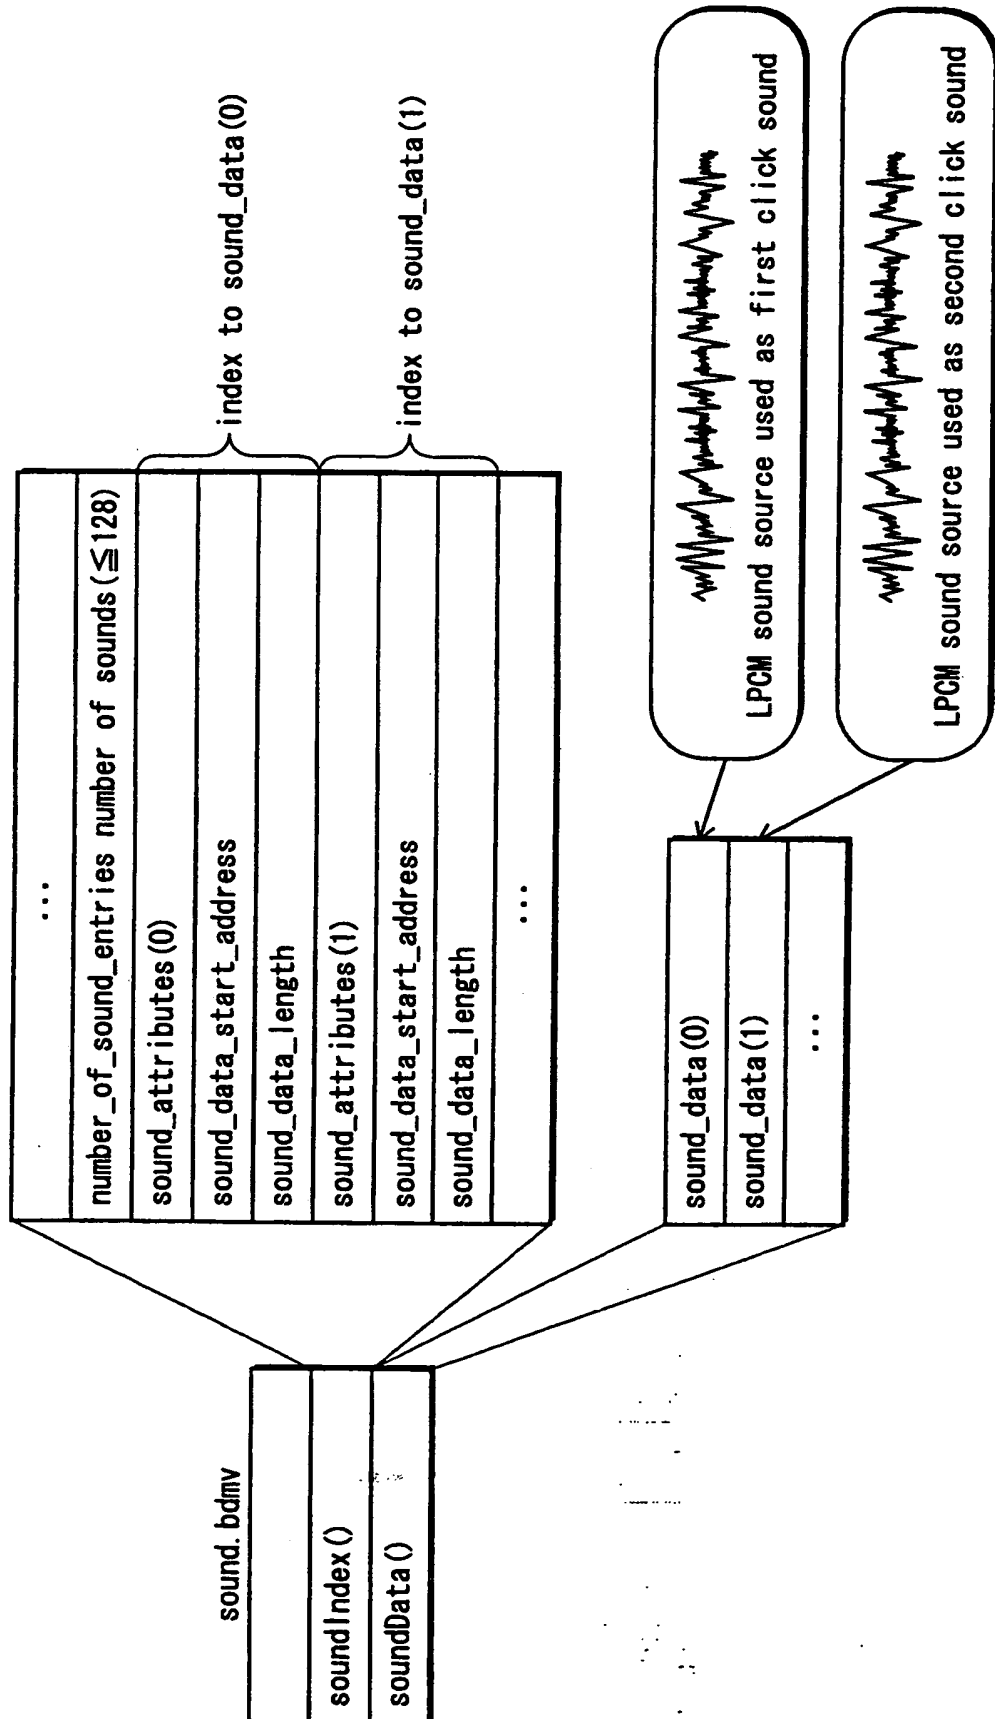 sound.bdmv
soundIndex()
soundData()
...
number_of_sound_entries number of sounds(≦128)
sound_attributes(0)
sound_data_start_address
sound_data_length
sound_attributes(1)
sound_data_start_address
sound_data_length
...
index to sound_data(0)
index to sound_data(1)
sound_data(0)
sound_data(1)
...
LPCM sound source used as first click sound
LPCM sound source used as second click sound